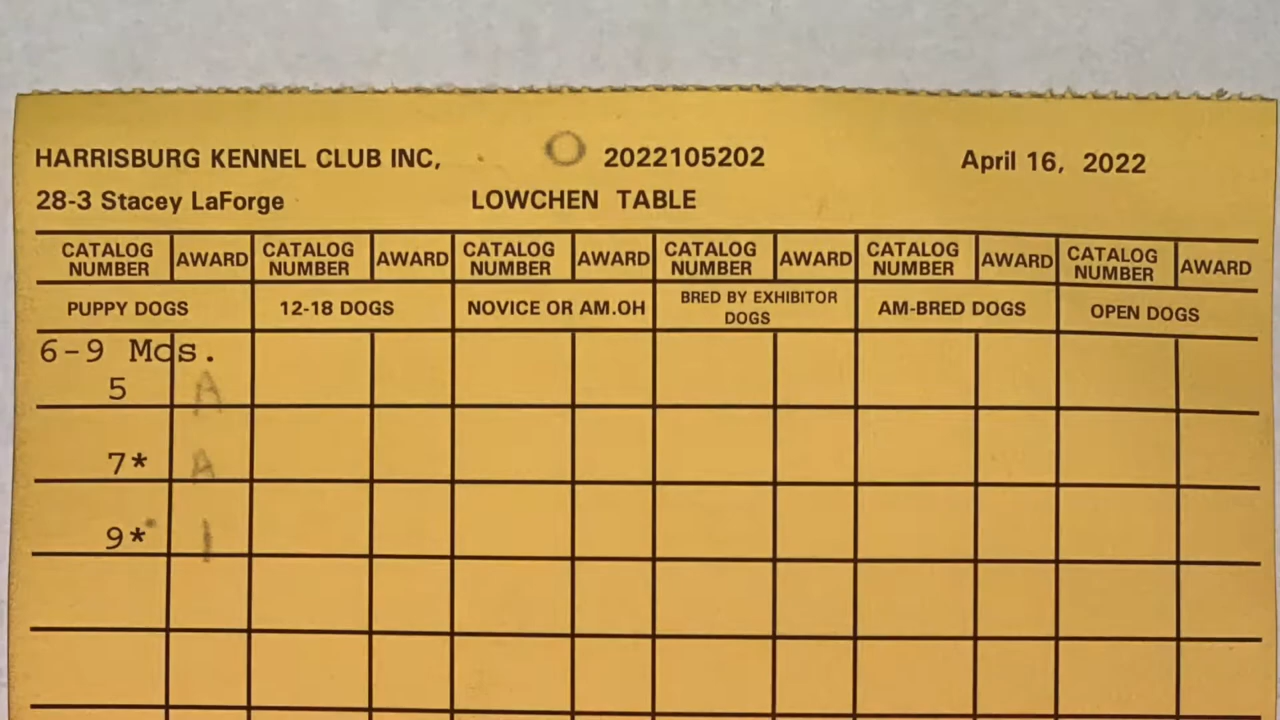 HARRISBURG KENNEL CLUB INC, O 2022105202 April 16, 2022
28-3 Stacey LaForge LOWCHEN TABLE
CATALOG NUMBER AWARD CATALOG NUMBER AWARD CATALOG NUMBER AWARD CATALOG NUMBER AWARD CATALOG NUMBER AWARD CATALOG NUMBER AWARD
PUPPY DOGS 12-18 DOGS NOVICE OR AM.OH BRED BY EXHIBITOR DOGS AM-BRED DOGS OPEN DOGS
6-9 Mos.
5 A
7* A
9* 1